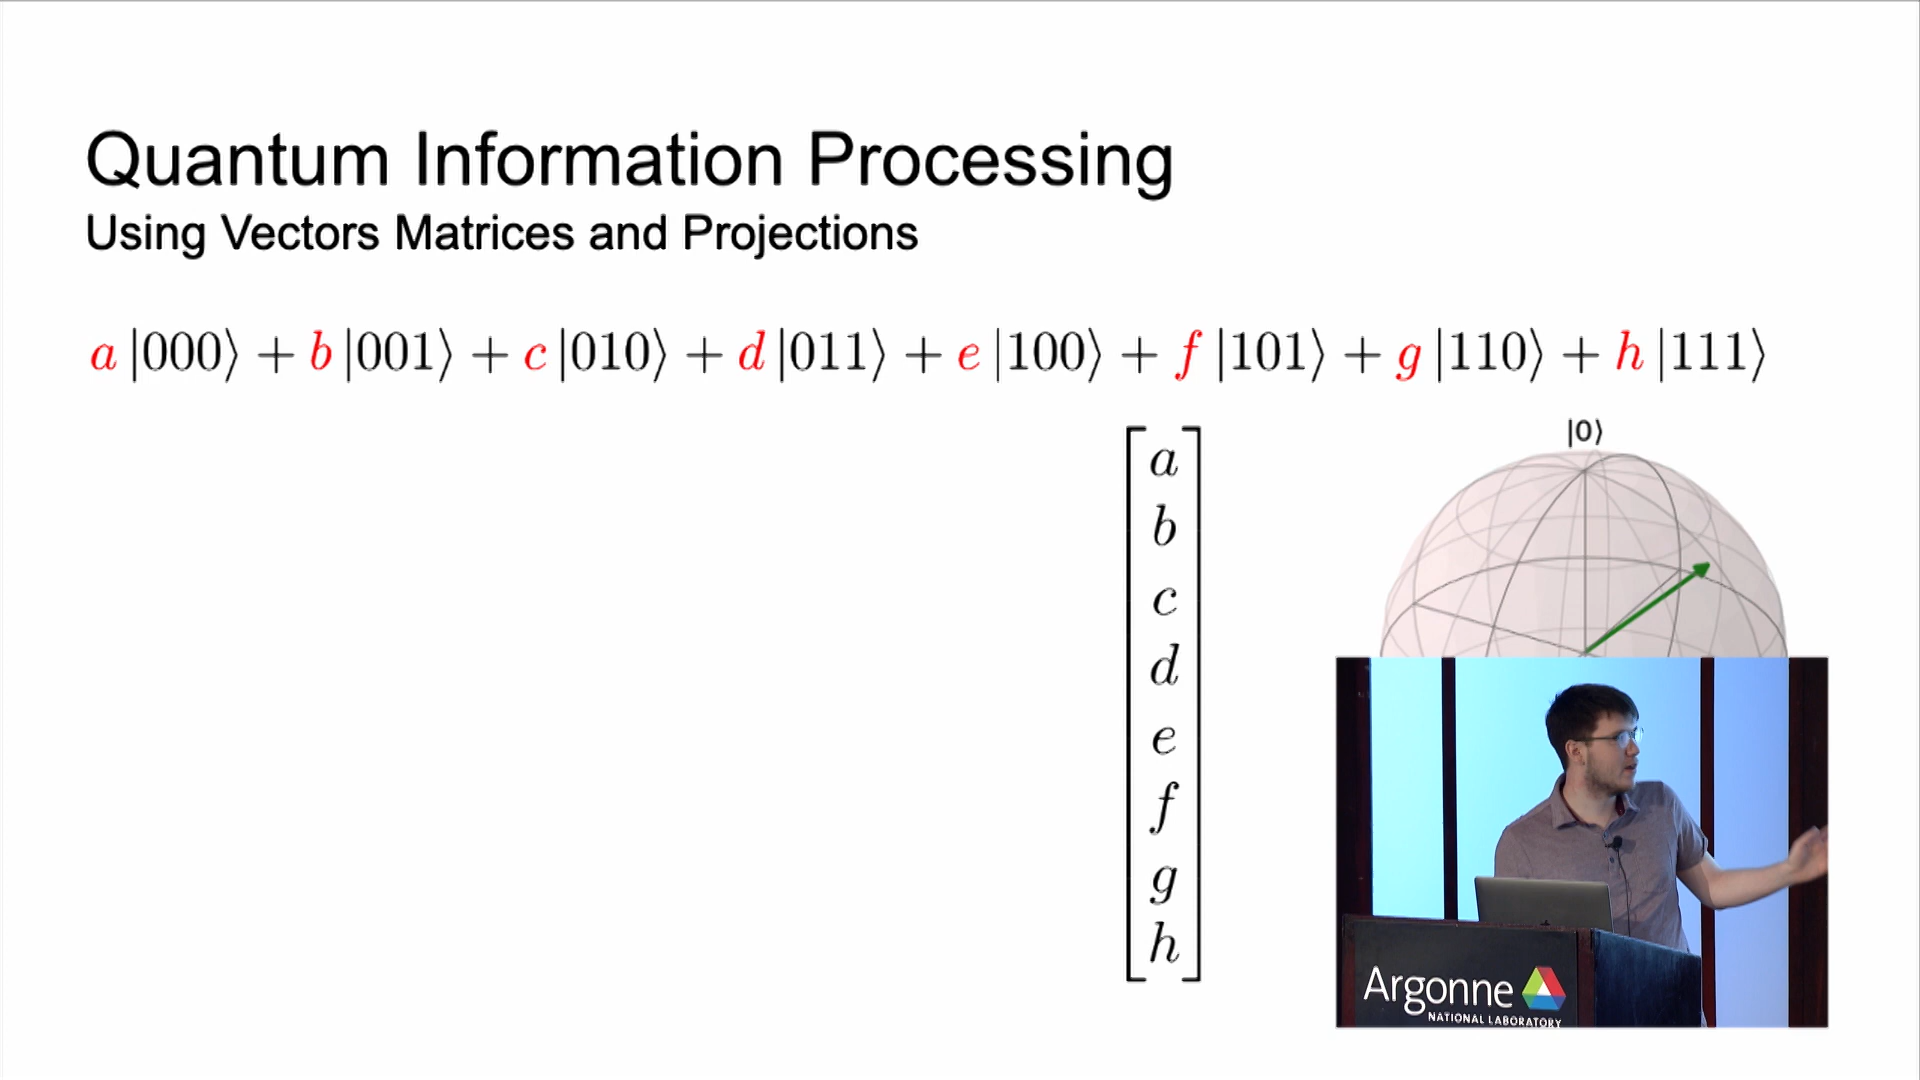 Quantum Information Processing
Using Vectors Matrices and Projections
a |000⟩ + b |001⟩ + c |010⟩ + d |011⟩ + e |100⟩ + f |101⟩ + g |110⟩ + h |111⟩
|0⟩
a
b
c
d
e
f
g
h
Argonne
NATIONAL LABORATORY